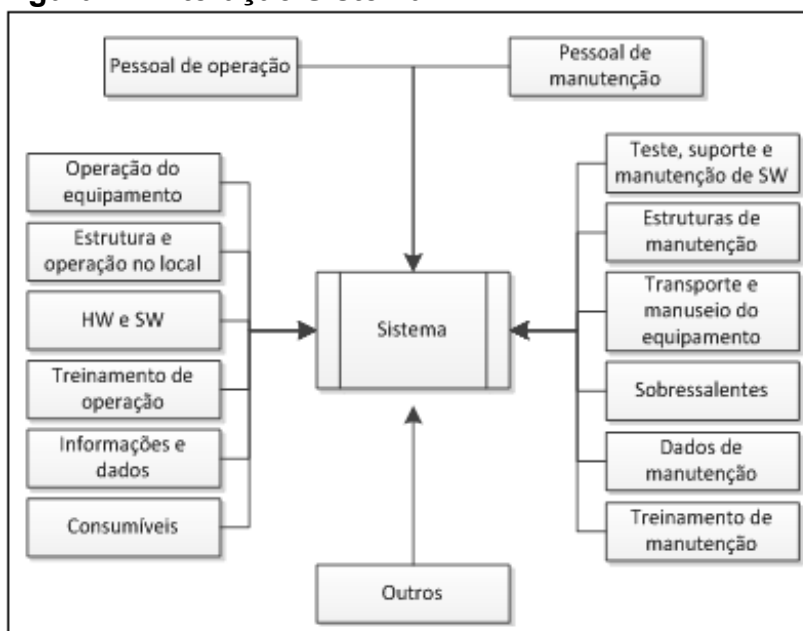 Pessoal de operação
Pessoal de
manutenção
Operação do
equipamento
Estrutura e
operação no local
HW e SW
Treinamento de
operação
Informações e
dados
Consumíveis
Sistema
Teste, suporte e
manutenção de SW
Estruturas de
manutenção
Transporte e
manuseio do
equipamento
Sobressalentes
Dados de
manutenção
Treinamento de
manutenção
Outros